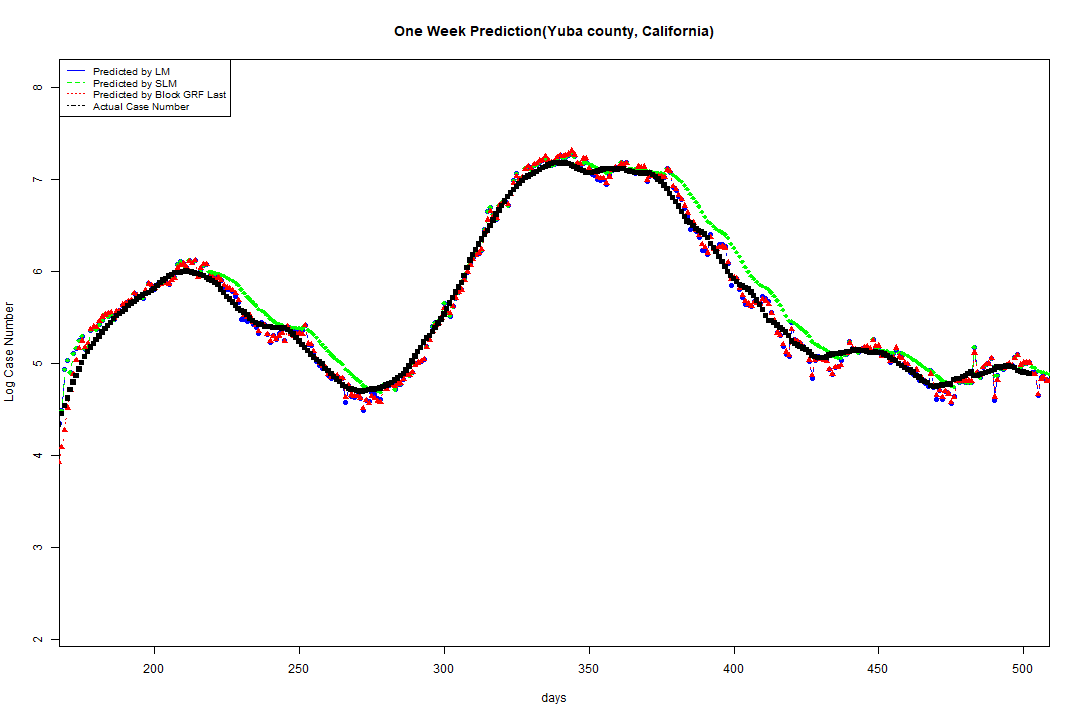 One Week Prediction(Yuba county, California)
Predicted by LM
Predicted by SLM
Predicted by Block GRF Last
Actual Case Number
8
7
6
5
4
3
2
Log Case Number
200 250 300 350 400 450 500
days